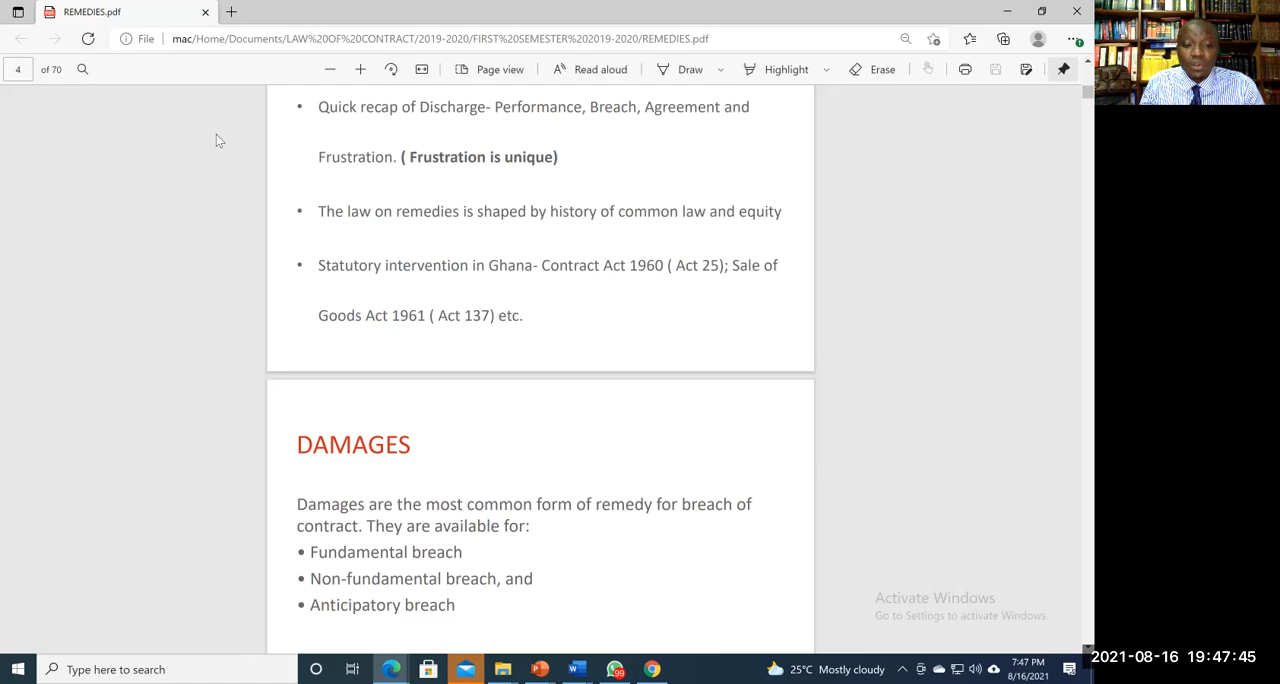 REMEDIES.pdf
File
mac/Home/Documents/LAW%20OF%20CONTRACT/2019-2020/FIRST%20SEMESTER%202019-2020/REMEDIES.pdf
4 of 70
Page view
Read aloud
Draw
Highlight
Erase
• Quick recap of Discharge- Performance, Breach, Agreement and
Frustration. ( Frustration is unique)
• The law on remedies is shaped by history of common law and equity
• Statutory intervention in Ghana- Contract Act 1960 ( Act 25); Sale of
Goods Act 1961 ( Act 137) etc.
DAMAGES
Damages are the most common form of remedy for breach of
contract. They are available for:
• Fundamental breach
• Non-fundamental breach, and
• Anticipatory breach
Activate Windows
Go to Settings to activate Windows
Type here to search
99
25°C Mostly cloudy
7:47 PM
8/16/2021
2021-08-16 19:47:45